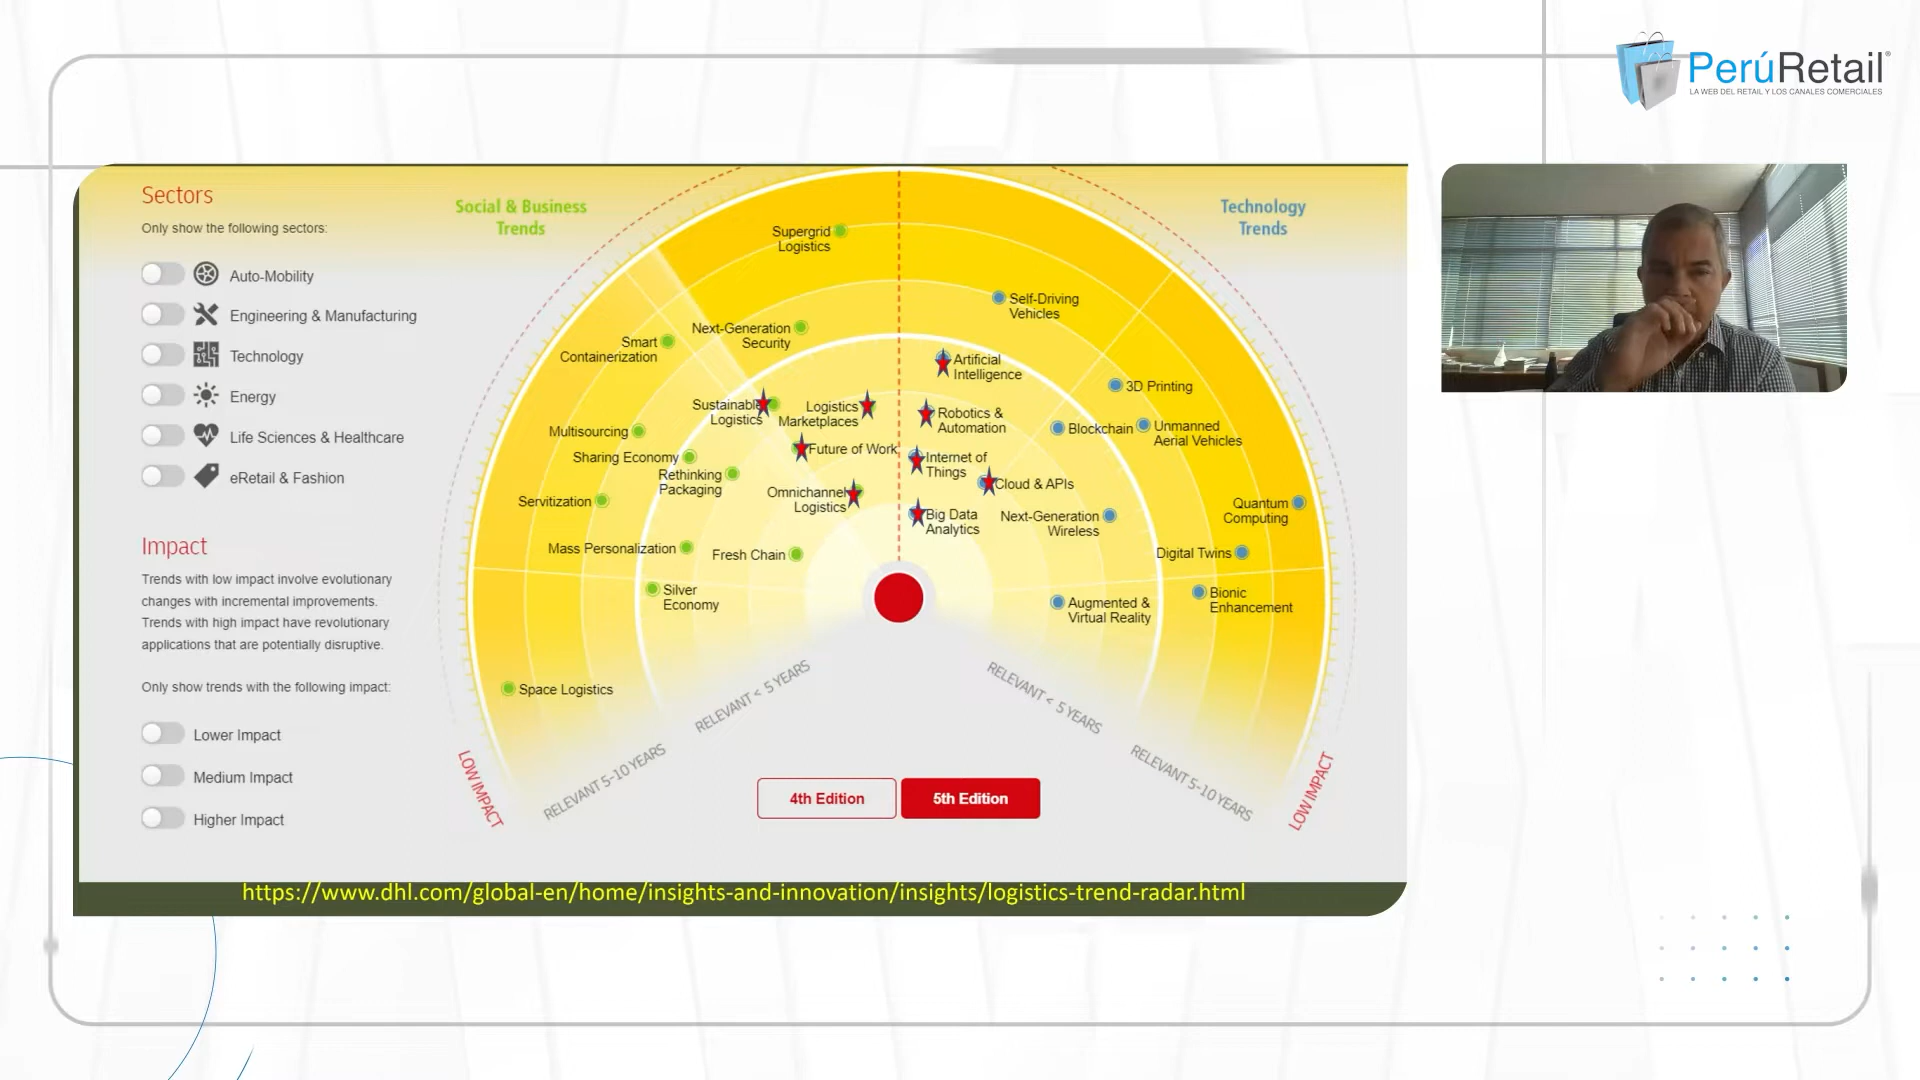 PerúRetail®
LA WEB DEL RETAIL Y LOS CANALES COMERCIALES
Sectors
Only show the following sectors:
Auto-Mobility
Engineering & Manufacturing
Technology
Energy
Life Sciences & Healthcare
eRetail & Fashion
Impact
Trends with low impact involve evolutionary
changes with incremental improvements.
Trends with high impact have revolutionary
applications that are potentially disruptive.
Only show trends with the following impact:
Lower Impact
Medium Impact
Higher Impact
Social & Business
Trends
Supergrid
Logistics
Next-Generation
Security
Smart
Containerization
Sustainable
Logistics
Logistics
Marketplaces
Multisourcing
Future of Work
Sharing Economy
Rethinking
Packaging
Servitization
Omnichannel
Logistics
Mass Personalization
Fresh Chain
Silver
Economy
Space Logistics
Technology
Trends
Self-Driving
Vehicles
Artificial
Intelligence
3D Printing
Robotics &
Automation
Blockchain
Unmanned
Aerial Vehicles
Internet of
Things
Cloud & APIs
Big Data
Analytics
Next-Generation
Wireless
Quantum
Computing
Digital Twins
Bionic
Enhancement
Augmented &
Virtual Reality
RELEVANT < 5 YEARS
RELEVANT < 5 YEARS
LOW IMPACT
RELEVANT 5-10 YEARS
RELEVANT 5-10 YEARS
LOW IMPACT
4th Edition
5th Edition
https://www.dhl.com/global-en/home/insights-and-innovation/insights/logistics-trend-radar.html